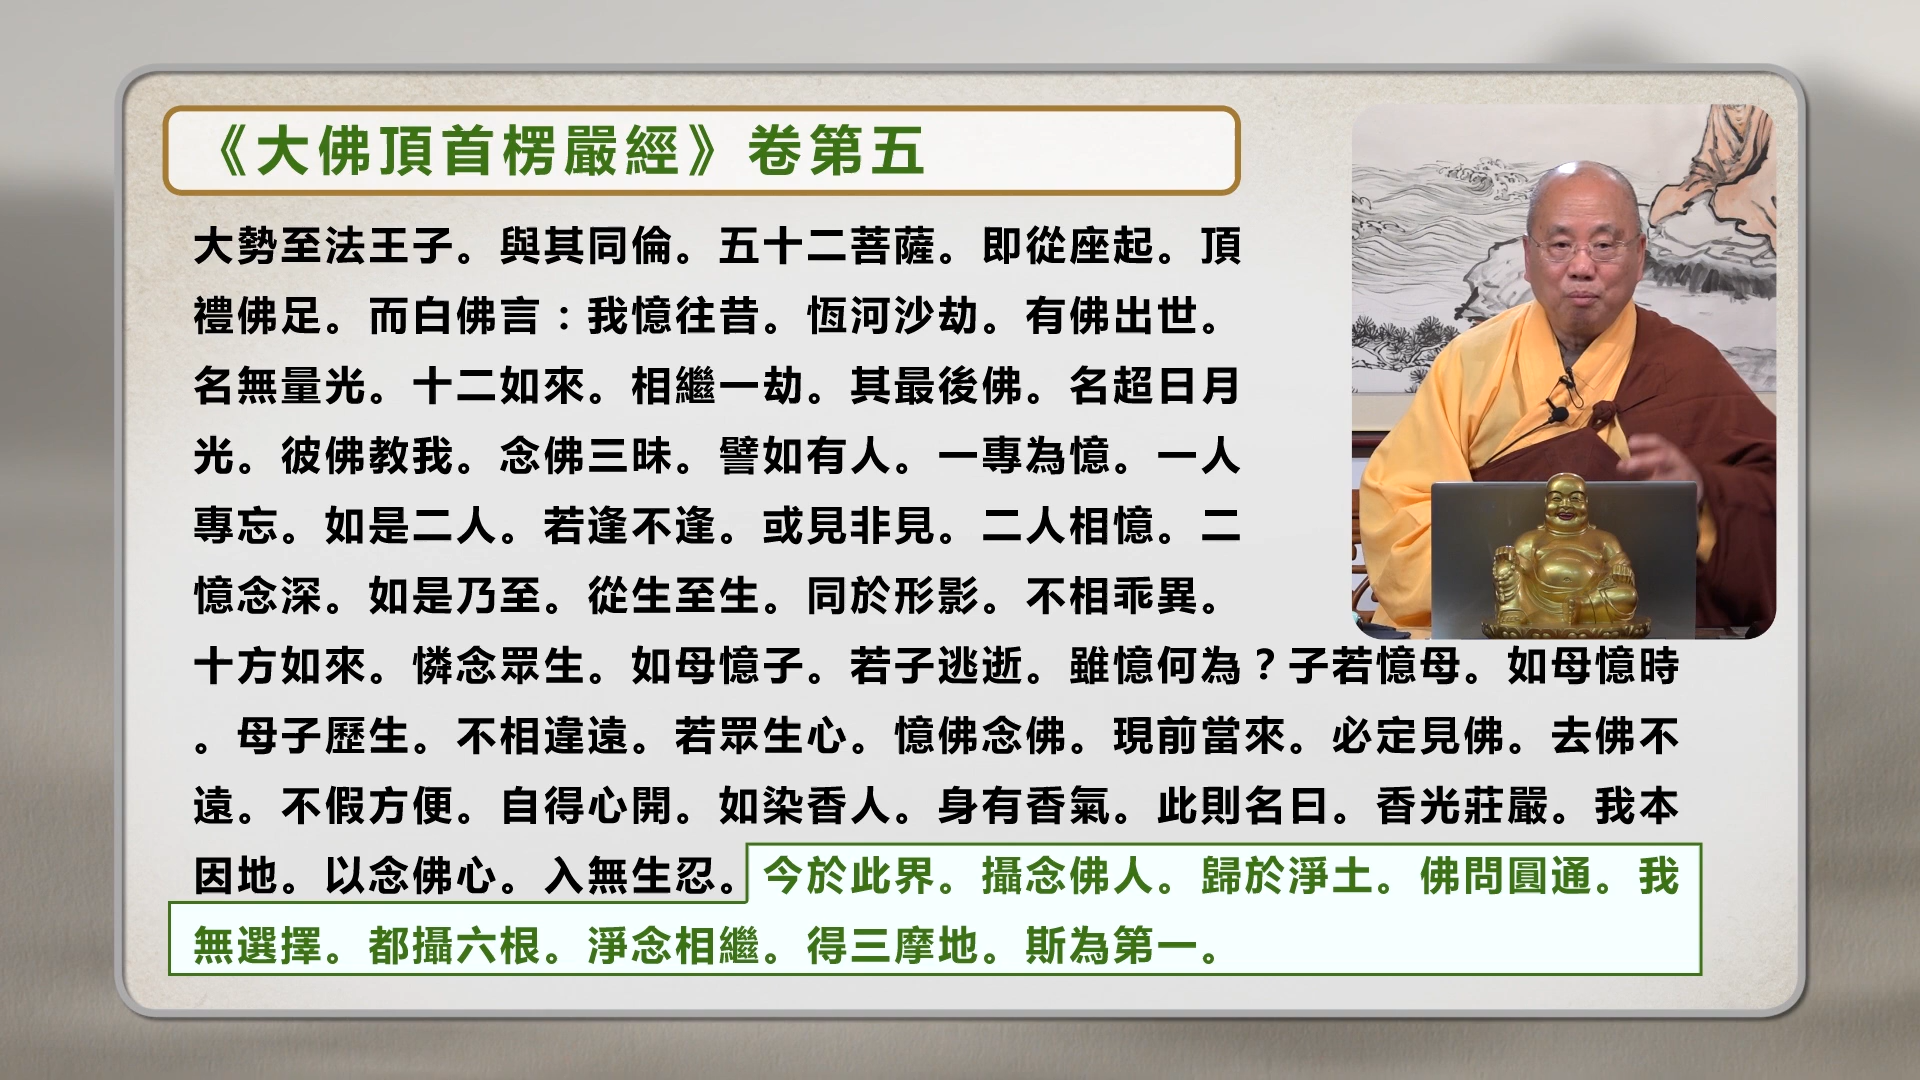 《大佛頂首楞嚴經》卷第五
大勢至法王子。與其同倫。五十二菩薩。即從座起。頂
禮佛足。而白佛言：我憶往昔。恆河沙劫。有佛出世。
名無量光。十二如來。相繼一劫。其最後佛。名超日月
光。彼佛教我。念佛三昧。譬如有人。一專為憶。一人
專忘。如是二人。若逢不逢。或見非見。二人相憶。二
憶念深。如是乃至。從生至生。同於形影。不相乖異。
十方如來。憐念眾生。如母憶子。若子逃逝。雖憶何為？子若憶母。如母憶時
。母子歷生。不相違遠。若眾生心。憶佛念佛。現前當來。必定見佛。去佛不
遠。不假方便。自得心開。如染香人。身有香氣。此則名曰。香光莊嚴。我本
因地。以念佛心。入無生忍。今於此界。攝念佛人。歸於淨土。佛問圓通。我
無選擇。都攝六根。淨念相繼。得三摩地。斯為第一。